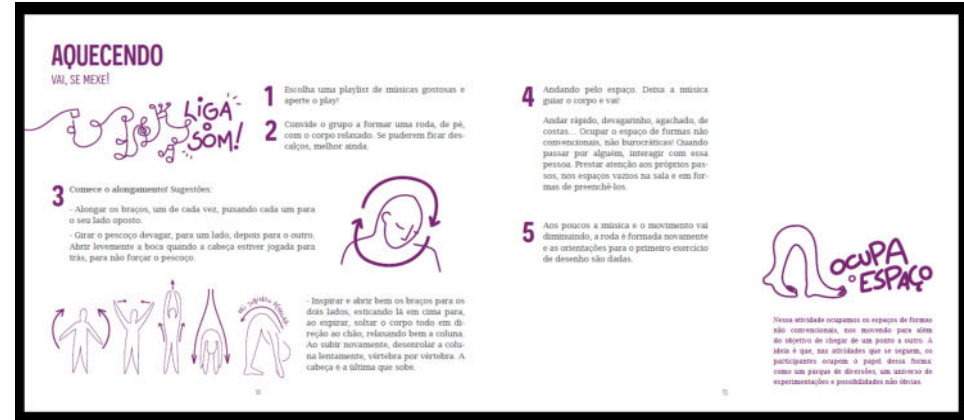 AQUECENDO
VAI, SE MEXE!
LIGA
O
SOM!
1 Escolha uma playlist de músicas gostosas e
aperte o play!
2 Convide o grupo a formar uma roda, de pé,
com o corpo relaxado. Se puderem ficar des-
calços, melhor ainda.
3 Comece o alongamento! Sugestões:
- Alongar os braços, um de cada vez, puxando cada um para
o seu lado oposto.
- Girar o pescoço devagar, para um lado, depois para o outro.
Abrir levemente a boca quando a cabeça estiver jogada para
trás, para não forçar o pescoço.
- Inspirar e abrir bem os braços para os
dois lados, esticando lá em cima para,
ao expirar, soltar o corpo todo em di-
reção ao chão, relaxando bem a coluna.
Ao subir novamente, desenrolar a colu-
na lentamente, vértebra por vértebra. A
cabeça é a última que sobe.
4 Andando pelo espaço. Deixa a música
guiar o corpo e vai!
Andar rápido, devagarinho, agachado, de
costas... Ocupar o espaço de formas não
convencionais, não burocráticas! Quando
passar por alguém, interagir com essa
pessoa. Prestar atenção aos próprios pas-
sos, nos espaços vazios na sala e em for-
mas de preenchê-los.
5 Aos poucos a música e o movimento vai
diminuindo, a roda é formada novamente
e as orientações para o primeiro exercício
de desenho são dadas.
OCUPA
O ESPAÇO
Nessa atividade ocupamos os espaços de formas
não convencionais, nos movendo para além
do objetivo de chegar de um ponto a outro. A
ideia é que, nas atividades que se seguem, os
participantes ocupem o papel dessa forma:
como um parque de diversões, um universo de
experimentações e possibilidades não óbvias.